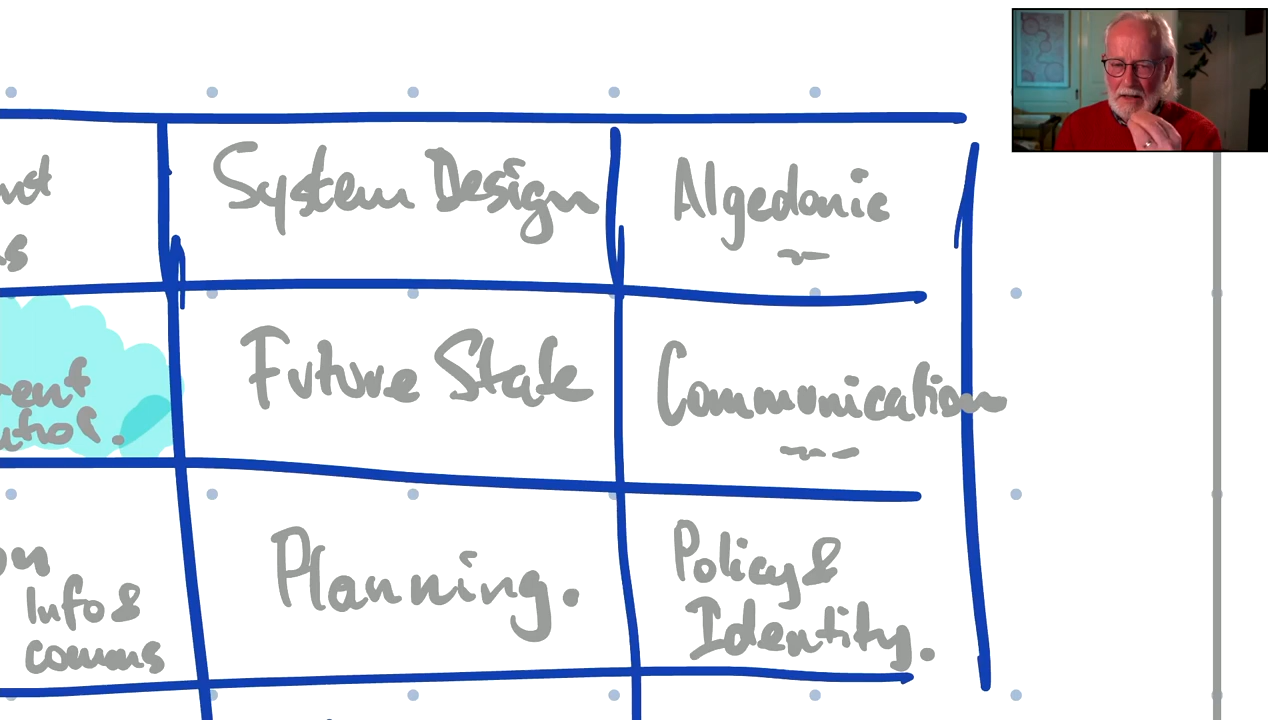 System Design
Algedonic
Future State
Communication
Planning.
Info &
comms
Policy &
Identity.